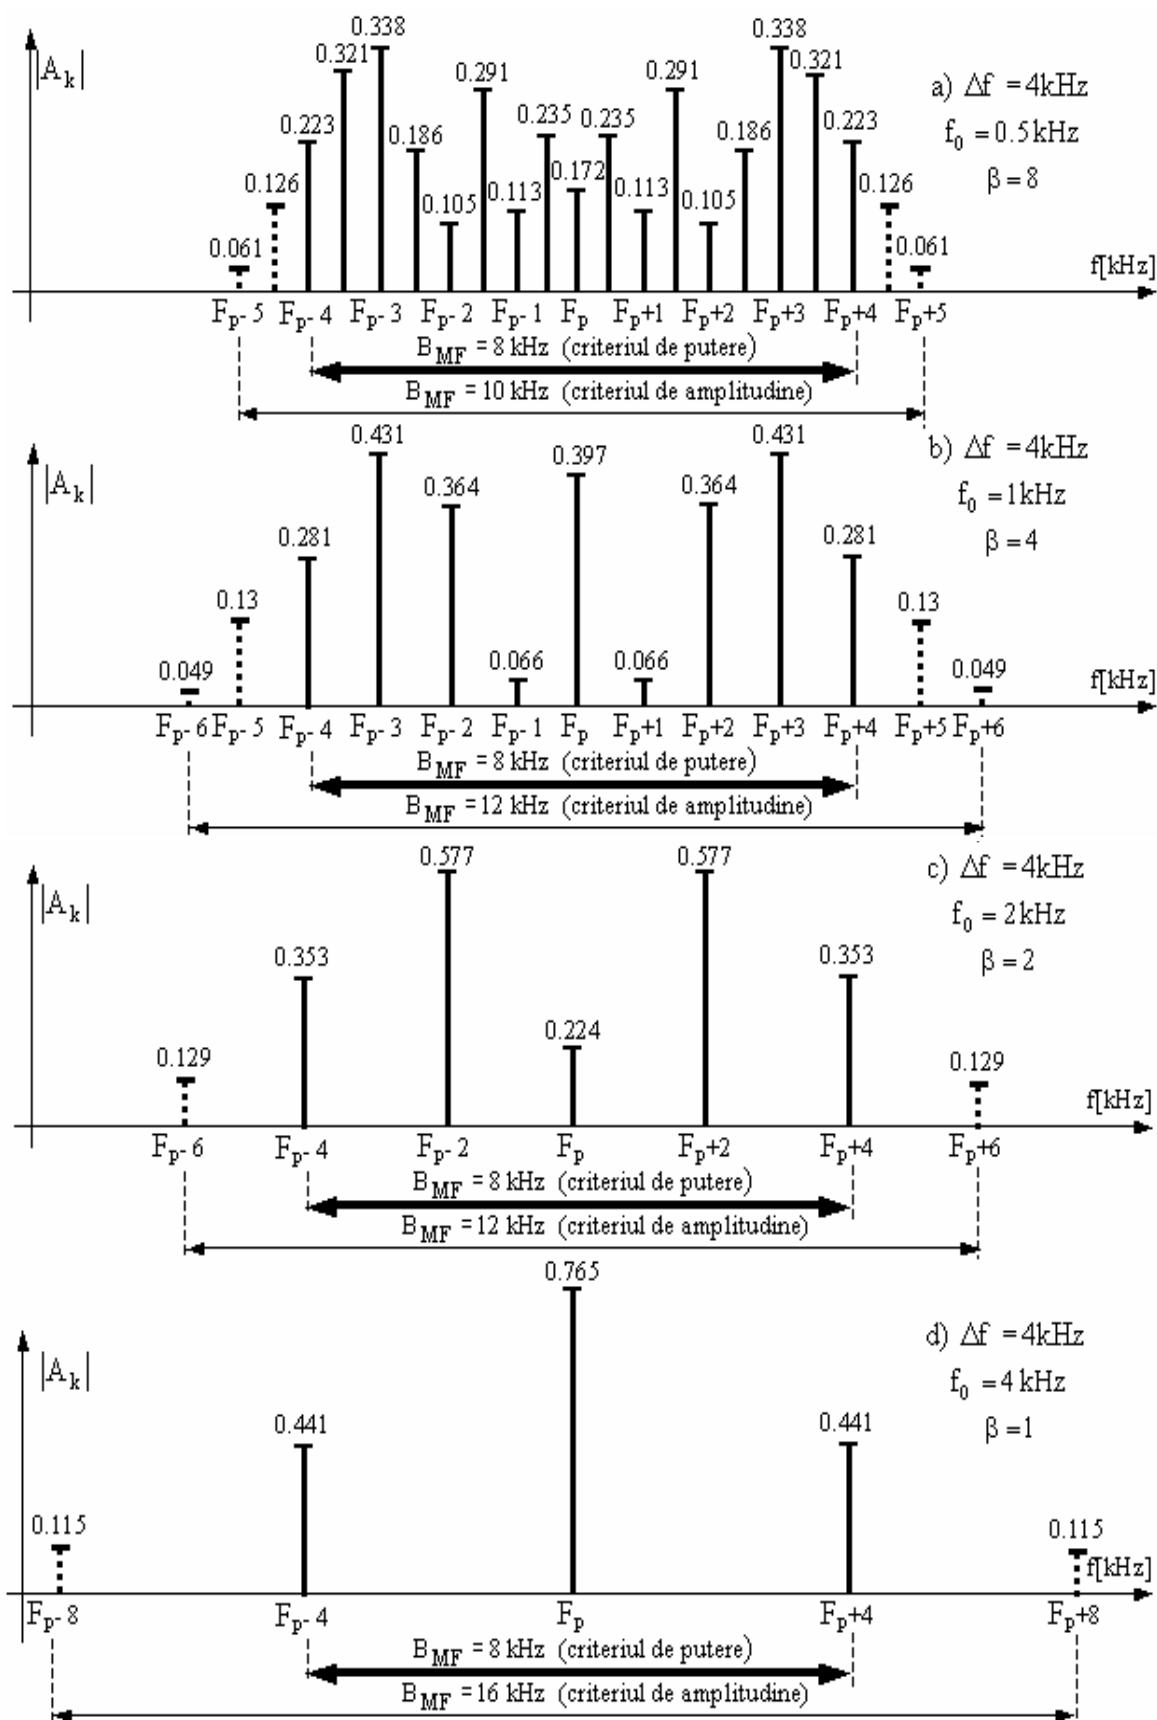 0.338 0.338
0.321 0.321
|A_k| 0.291 0.291 a) Δf = 4kHz
0.223 0.235 0.235 0.223 f_0 = 0.5kHz
0.186 0.186
0.126 0.172 0.126 β = 8
0.113 0.113
0.105 0.105
0.061 0.061
f[kHz]
F_p-5 F_p-4 F_p-3 F_p-2 F_p-1 F_p F_p+1 F_p+2 F_p+3 F_p+4 F_p+5
B_MF = 8 kHz (criteriul de putere)
B_MF = 10 kHz (criteriul de amplitudine)
0.431 0.431
b) Δf = 4kHz
|A_k| 0.397
0.364 0.364 f_0 = 1kHz
0.281 0.281 β = 4
0.13 0.13
0.049 0.066 0.066 0.049
f[kHz]
F_p-6 F_p-5 F_p-4 F_p-3 F_p-2 F_p-1 F_p F_p+1 F_p+2 F_p+3 F_p+4 F_p+5 F_p+6
B_MF = 8 kHz (criteriul de putere)
B_MF = 12 kHz (criteriul de amplitudine)
0.577 0.577
c) Δf = 4kHz
|A_k| f_0 = 2kHz
0.353 0.353 β = 2
0.224
0.129 0.129
f[kHz]
F_p-6 F_p-4 F_p-2 F_p F_p+2 F_p+4 F_p+6
B_MF = 8 kHz (criteriul de putere)
B_MF = 12 kHz (criteriul de amplitudine)
0.765
d) Δf = 4kHz
|A_k| f_0 = 4kHz
0.441 0.441 β = 1
0.115 0.115
f[kHz]
F_p-8 F_p-4 F_p F_p+4 F_p+8
B_MF = 8 kHz (criteriul de putere)
B_MF = 16 kHz (criteriul de amplitudine)